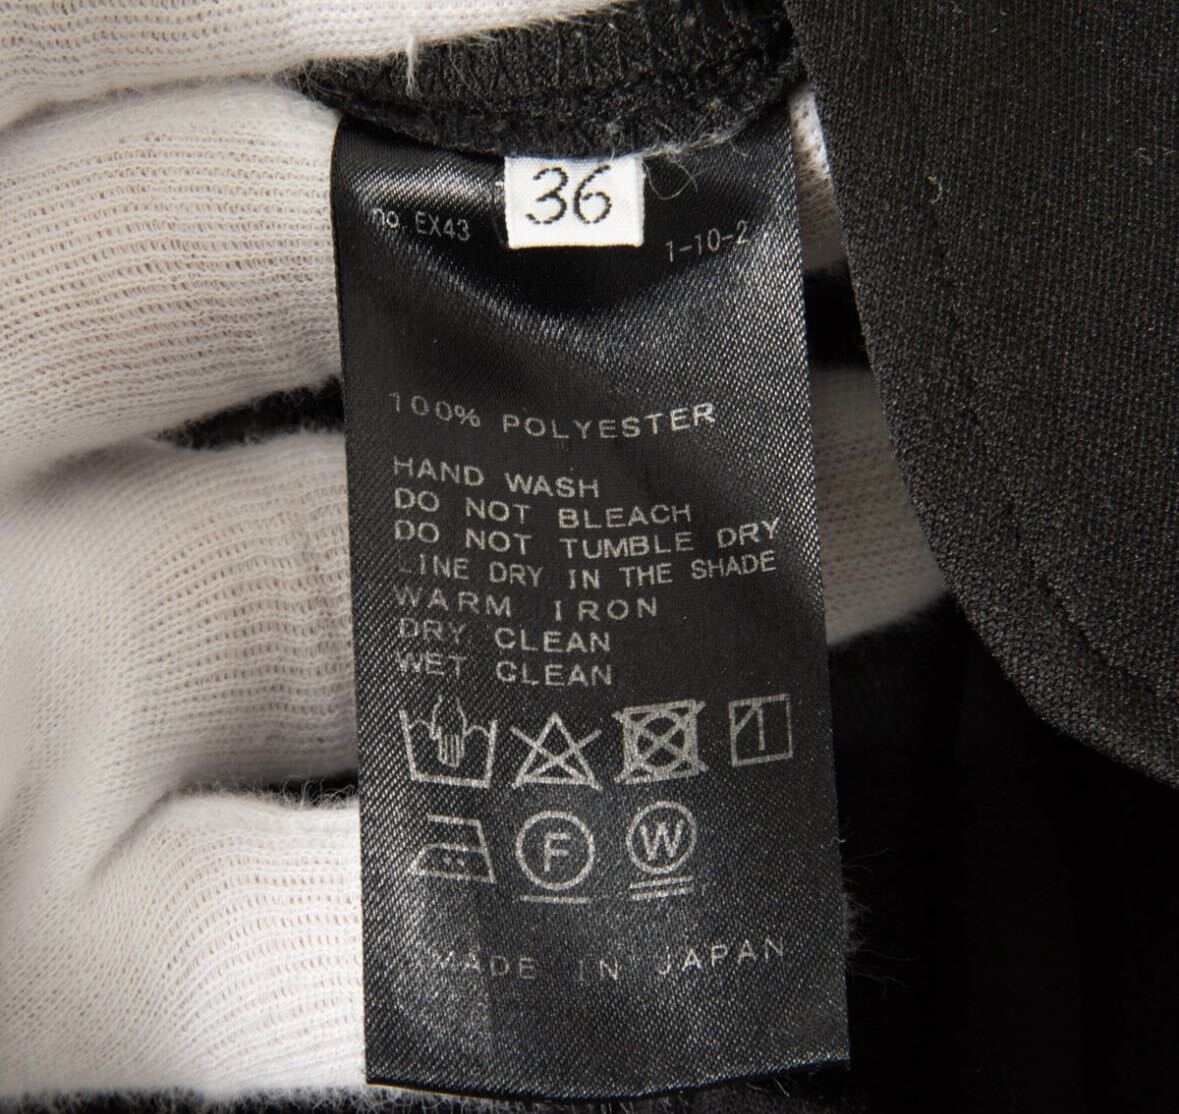 36
no. EX43
1-10-2
100% POLYESTER
HAND WASH
DO NOT BLEACH
DO NOT TUMBLE DRY
LINE DRY IN THE SHADE
WARM IRON
DRY CLEAN
WET CLEAN
F W
MADE IN JAPAN